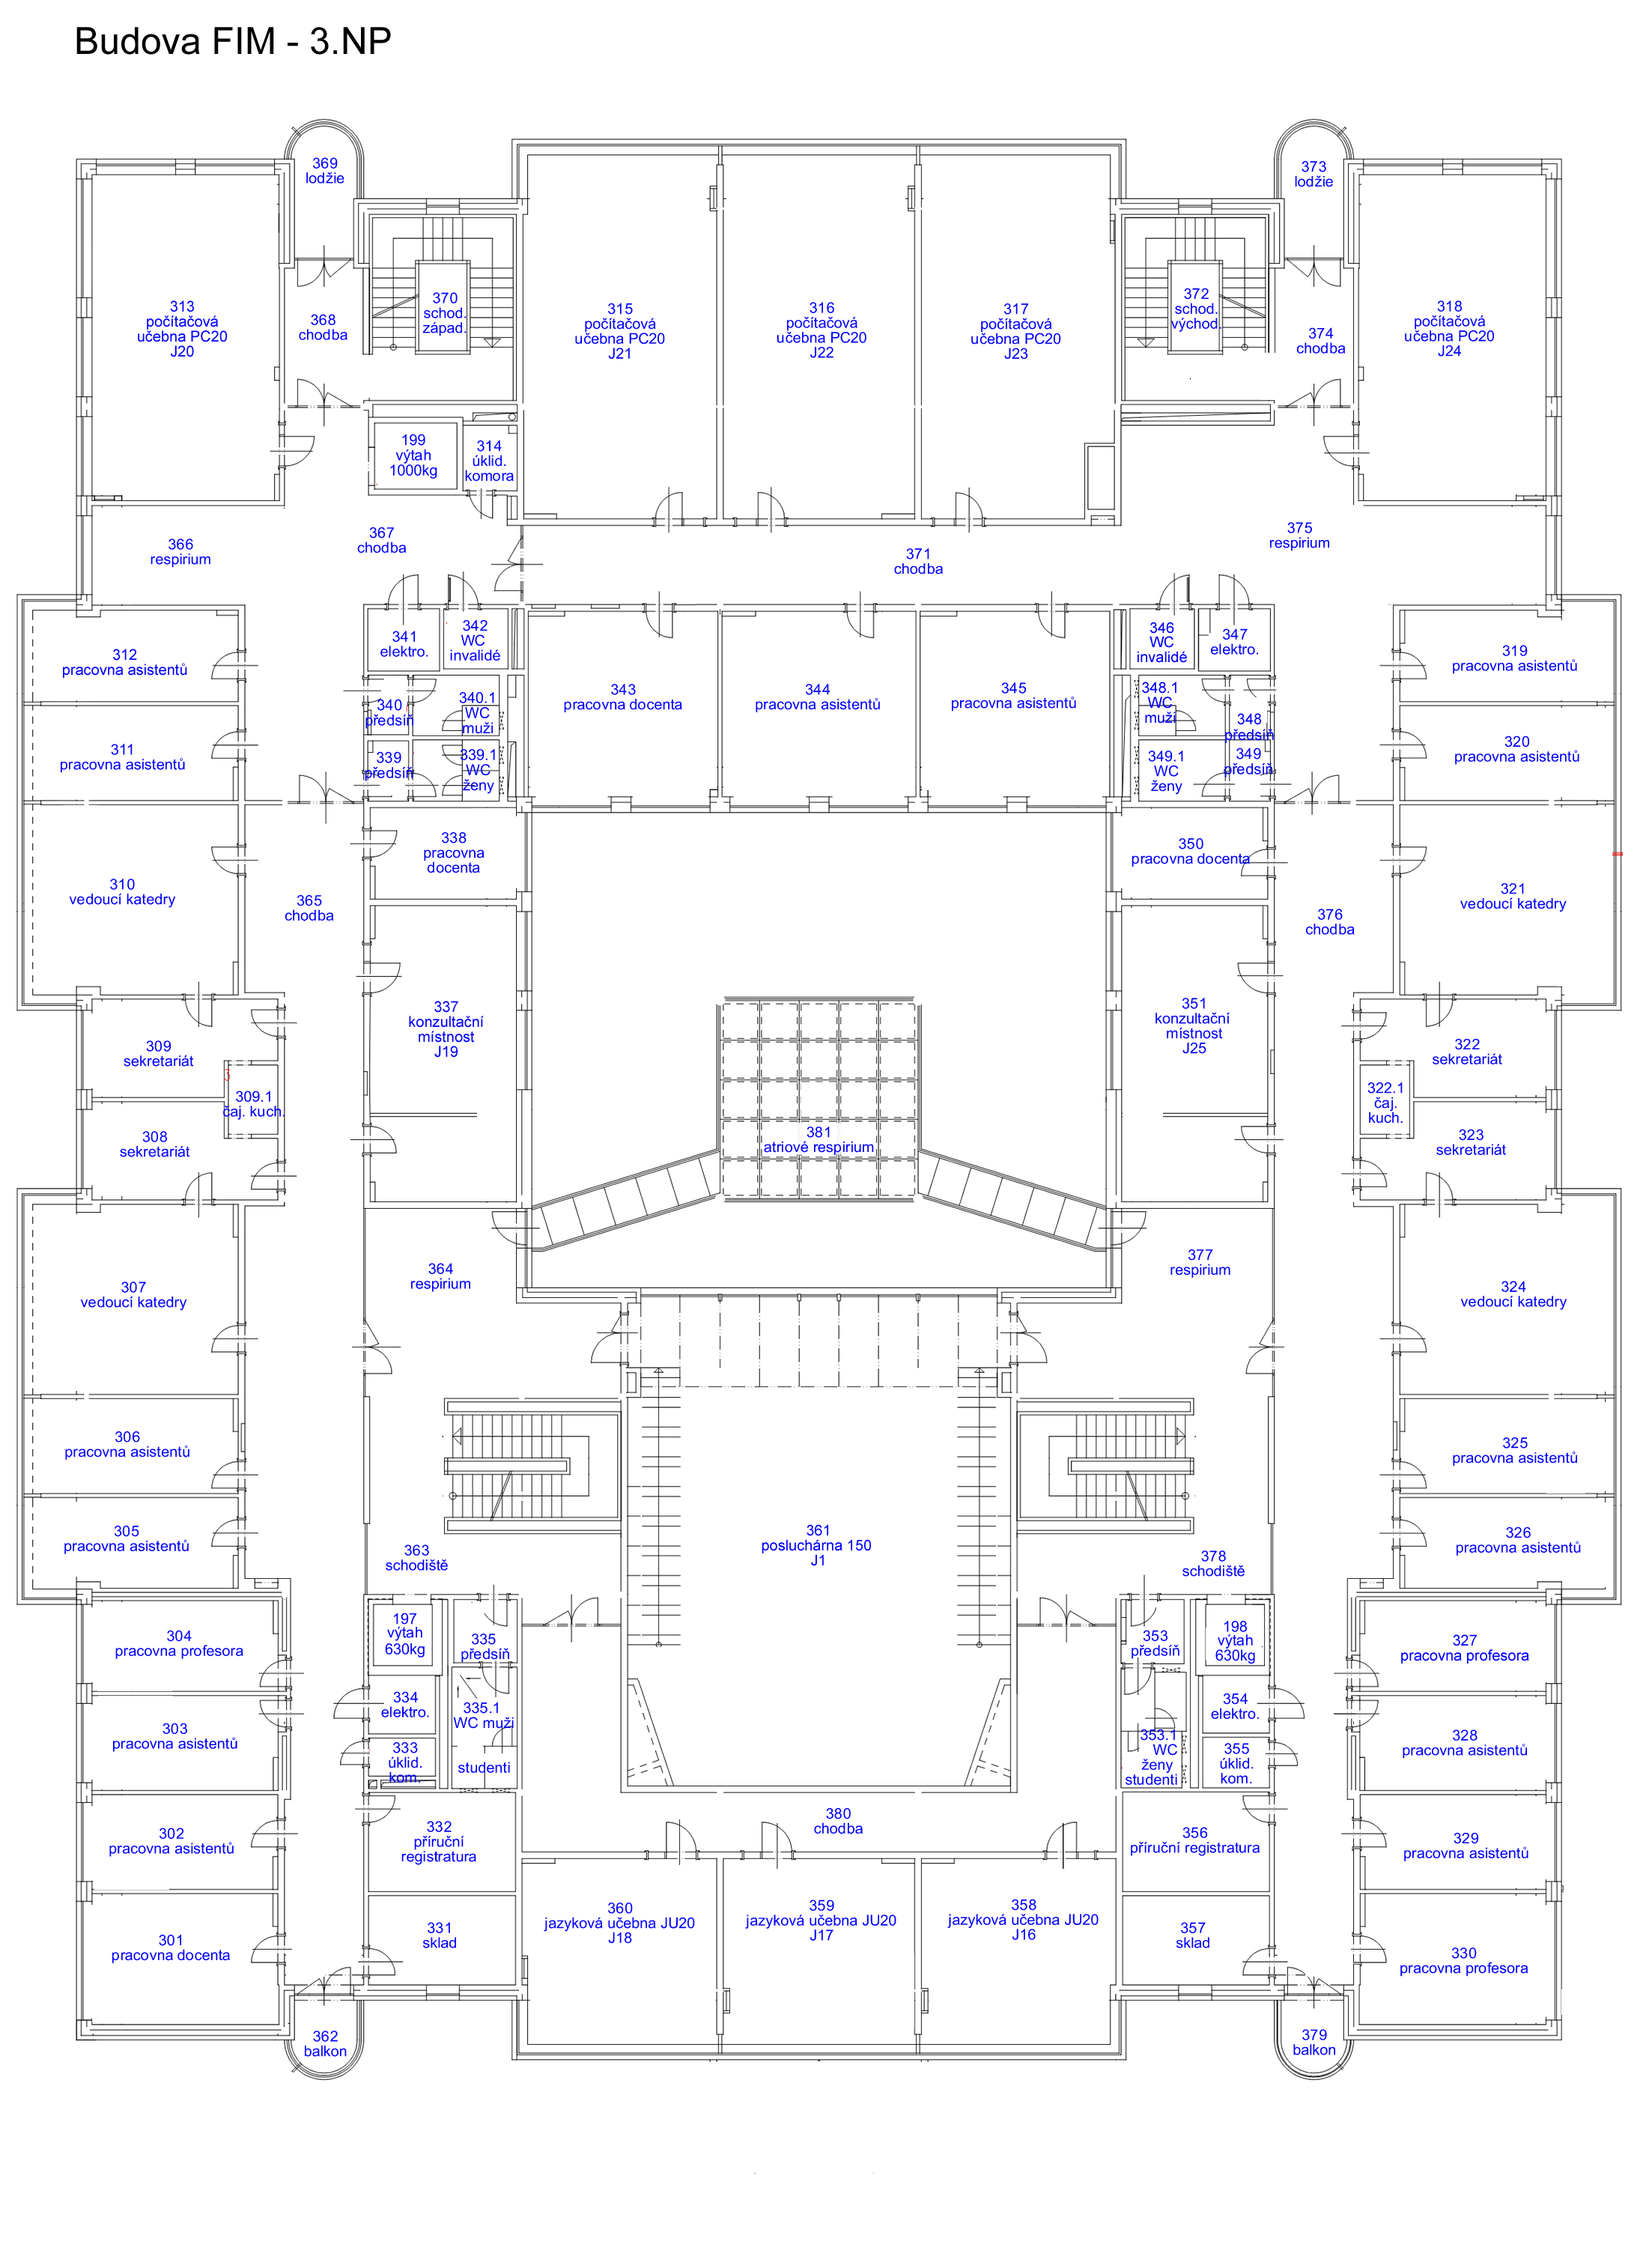 Budova FIM - 3.NP
369
lodžie
373
lodžie
313
počítačová
učebna PC20
J20
368
chodba
370
schod.
západ.
315
počítačová
učebna PC20
J21
316
počítačová
učebna PC20
J22
317
počítačová
učebna PC20
J23
372
schod.
východ.
374
chodba
318
počítačová
učebna PC20
J24
199
výtah
1000kg
314
úklid.
komora
366
respirium
367
chodba
371
chodba
375
respirium
312
pracovna asistentů
341
elektro.
342
WC
invalidé
346
WC
invalidé
347
elektro.
319
pracovna asistentů
340
předsíň
340.1
WC
muži
343
pracovna docenta
344
pracovna asistentů
345
pracovna asistentů
348.1
WC
muži
348
předsíň
311
pracovna asistentů
339
předsíň
339.1
WC
ženy
349.1
WC
ženy
349
předsíň
320
pracovna asistentů
338
pracovna
docenta
350
pracovna docenta
310
vedoucí katedry
365
chodba
376
chodba
321
vedoucí katedry
337
konzultační
místnost
J19
351
konzultační
místnost
J25
309
sekretariát
3
309.1
čaj. kuch.
322
sekretariát
322.1
čaj.
kuch.
308
sekretariát
381
atriové respirium
323
sekretariát
364
respirium
377
respirium
307
vedoucí katedry
324
vedoucí katedry
306
pracovna asistentů
325
pracovna asistentů
305
pracovna asistentů
363
schodiště
361
posluchárna 150
J1
378
schodiště
326
pracovna asistentů
304
pracovna profesora
197
výtah
630kg
335
předsíň
353
předsíň
198
výtah
630kg
327
pracovna profesora
334
elektro.
335.1
WC muži
studenti
354
elektro.
303
pracovna asistentů
333
úklid.
kom.
353.1
WC
ženy
studenti
355
úklid.
kom.
328
pracovna asistentů
302
pracovna asistentů
332
příruční
registratura
380
chodba
356
příruční registratura
329
pracovna asistentů
301
pracovna docenta
331
sklad
360
jazyková učebna JU20
J18
359
jazyková učebna JU20
J17
358
jazyková učebna JU20
J16
357
sklad
330
pracovna profesora
362
balkon
379
balkon